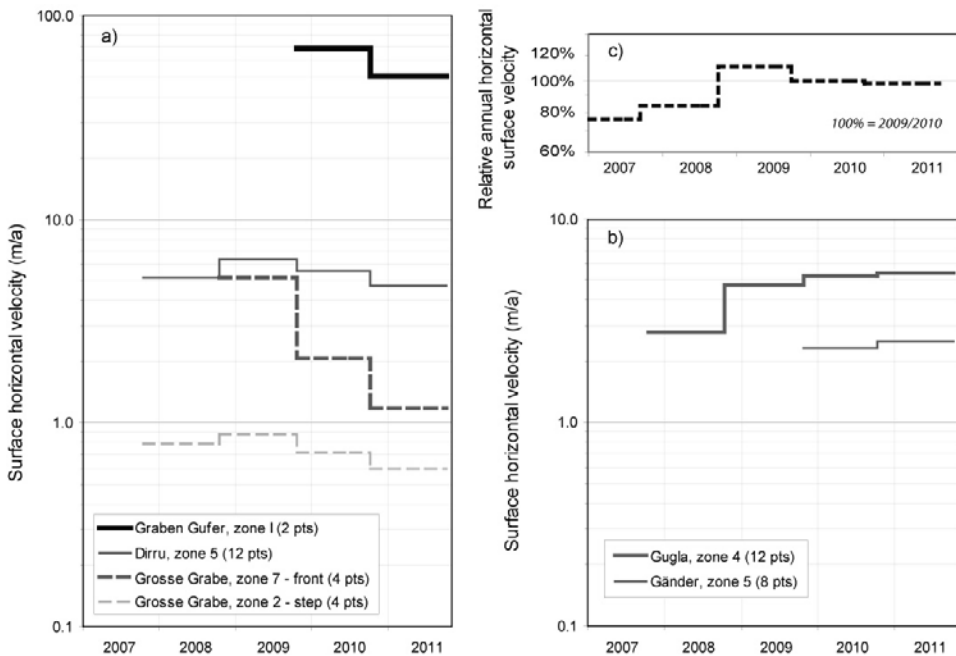 a)
Surface horizontal velocity (m/a)
100.0
10.0
1.0
0.1
Graben Gufer, zone I (2 pts)
Dirru, zone 5 (12 pts)
Grosse Grabe, zone 7 - front (4 pts)
Grosse Grabe, zone 2 - step (4 pts)
2007 2008 2009 2010 2011
c)
Relative annual horizontal
surface velocity
120%
100%
80%
60%
100% = 2009/2010
2007 2008 2009 2010 2011
b)
Surface horizontal velocity (m/a)
10.0
1.0
0.1
Gugla, zone 4 (12 pts)
Gänder, zone 5 (8 pts)
2007 2008 2009 2010 2011